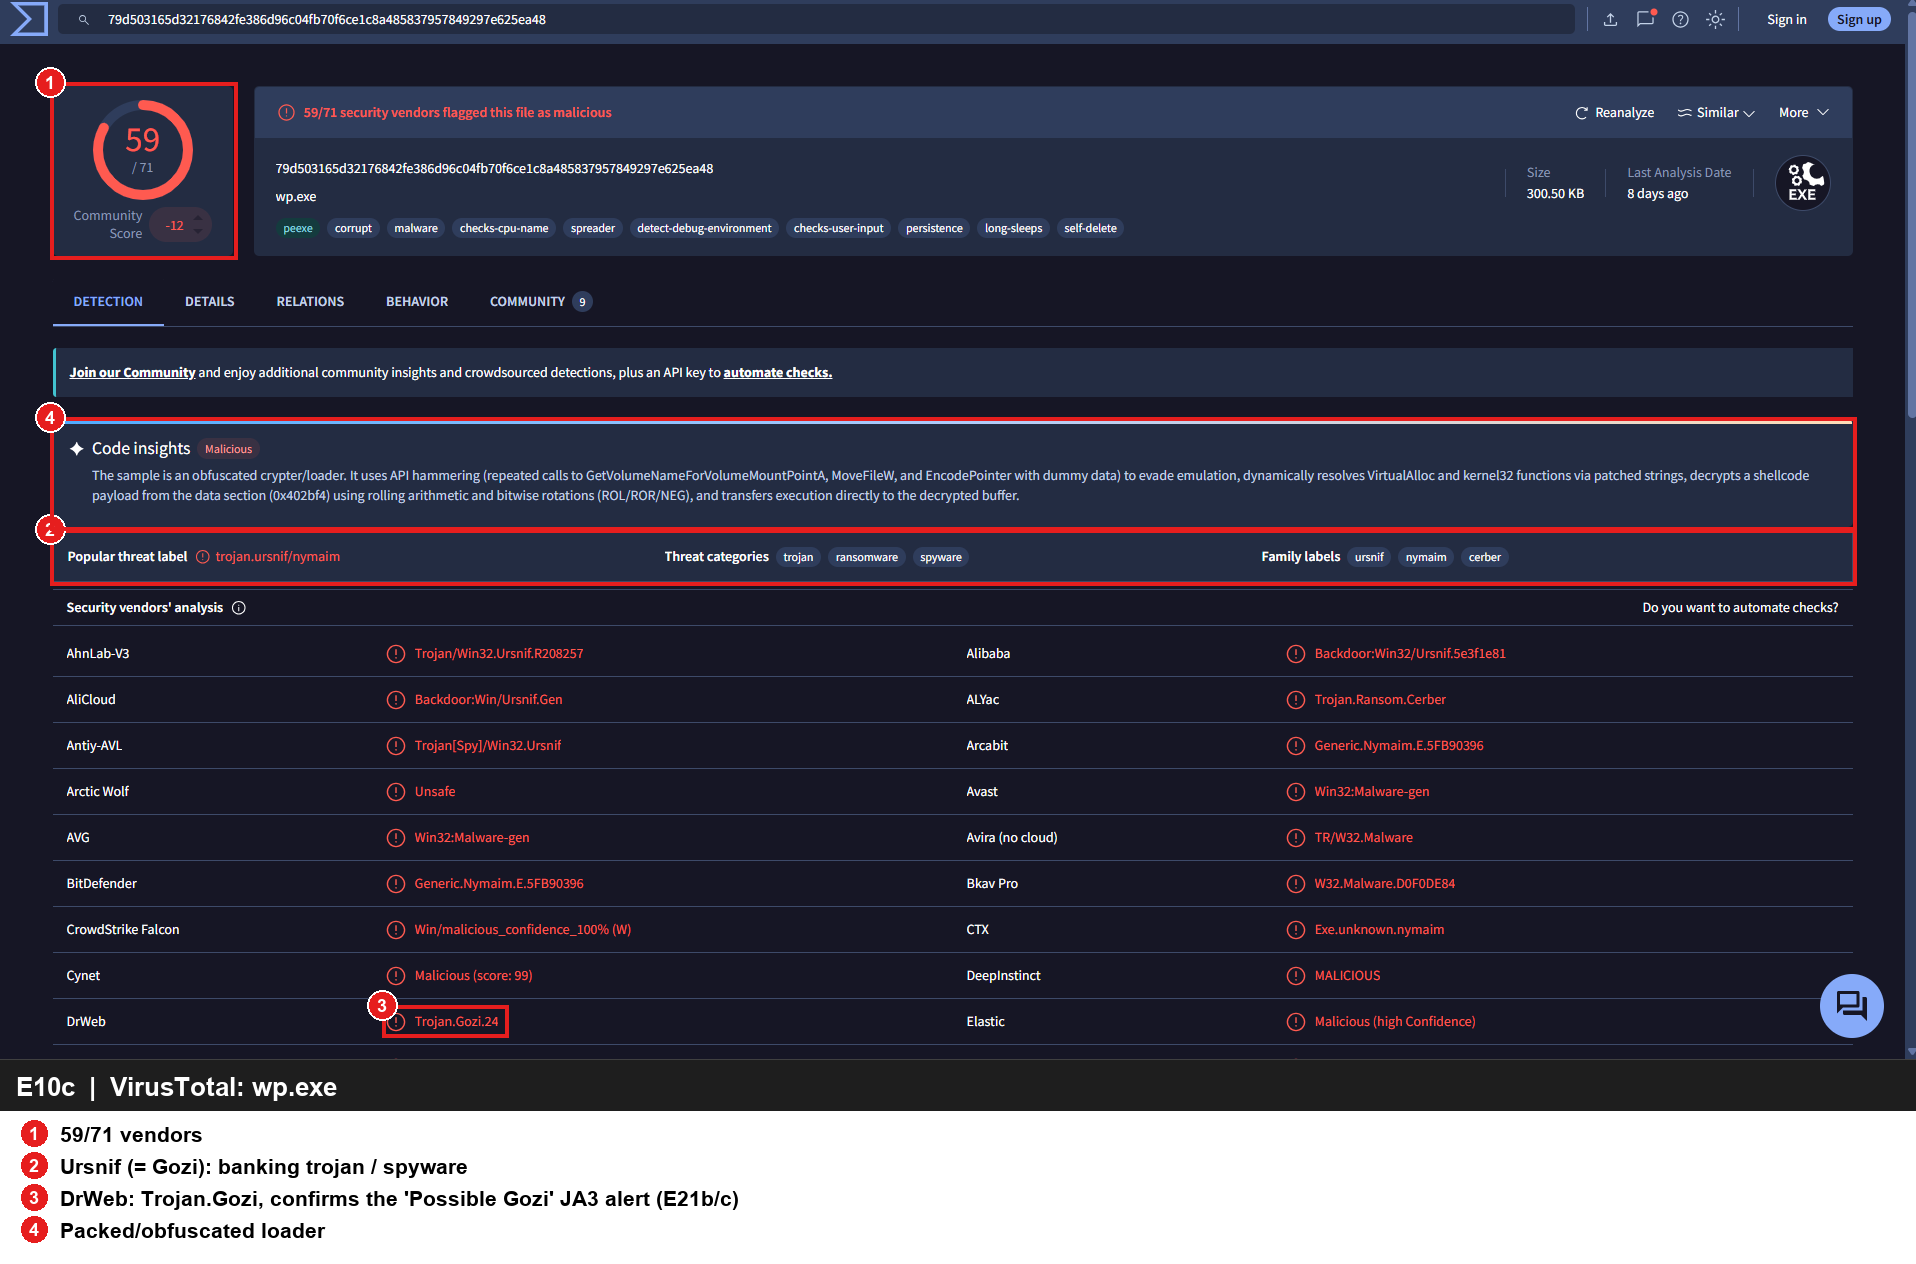 79d503165d32176842fe386d96c04fb70f6ce1c8a485837957849297e625ea48
Sign in
Sign up
1
59
/ 71
Community Score
-12
59/71 security vendors flagged this file as malicious
Reanalyze
Similar
More
79d503165d32176842fe386d96c04fb70f6ce1c8a485837957849297e625ea48
wp.exe
Size
300.50 KB
Last Analysis Date
8 days ago
EXE
peexe corrupt malware checks-cpu-name spreader detect-debug-environment checks-user-input persistence long-sleeps self-delete
DETECTION DETAILS RELATIONS BEHAVIOR COMMUNITY 9
Join our Community and enjoy additional community insights and crowdsourced detections, plus an API key to automate checks.
4
Code insights Malicious
The sample is an obfuscated crypter/loader. It uses API hammering (repeated calls to GetVolumeNameForVolumeMountPointA, MoveFileW, and EncodePointer with dummy data) to evade emulation, dynamically resolves VirtualAlloc and kernel32 functions via patched strings, decrypts a shellcode
payload from the data section (0x402bf4) using rolling arithmetic and bitwise rotations (ROL/ROR/NEG), and transfers execution directly to the decrypted buffer.
2
Popular threat label trojan.ursnif/nymaim Threat categories trojan ransomware spyware Family labels ursnif nymaim cerber
Security vendors' analysis Do you want to automate checks?
AhnLab-V3 Trojan/Win32.Ursnif.R208257 Alibaba Backdoor:Win32/Ursnif.5e3f1e81
AliCloud Backdoor:Win/Ursnif.Gen ALYac Trojan.Ransom.Cerber
Antiy-AVL Trojan[Spy]/Win32.Ursnif Arcabit Generic.Nymaim.E.5FB90396
Arctic Wolf Unsafe Avast Win32:Malware-gen
AVG Win32:Malware-gen Avira (no cloud) TR/W32.Malware
BitDefender Generic.Nymaim.E.5FB90396 Bkav Pro W32.Malware.D0F0DE84
CrowdStrike Falcon Win/malicious_confidence_100% (W) CTX Exe.unknown.nymaim
Cynet Malicious (score: 99) DeepInstinct MALICIOUS
3
DrWeb Trojan.Gozi.24 Elastic Malicious (high Confidence)
E10c | VirusTotal: wp.exe
1 59/71 vendors
2 Ursnif (= Gozi): banking trojan / spyware
3 DrWeb: Trojan.Gozi, confirms the 'Possible Gozi' JA3 alert (E21b/c)
4 Packed/obfuscated loader